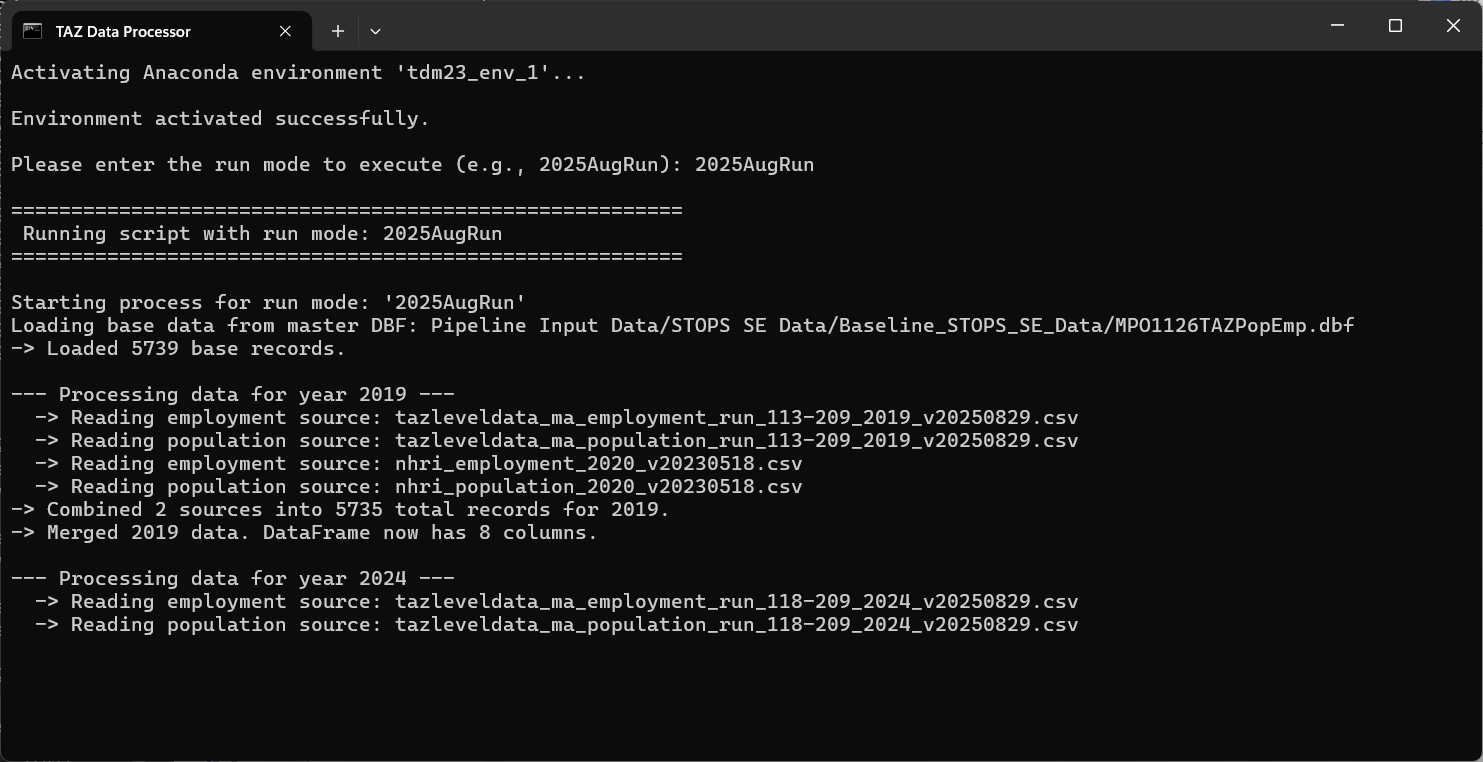 TAZ Data Processor
Activating Anaconda environment 'tdm23_env_1'...
Environment activated successfully.
Please enter the run mode to execute (e.g., 2025AugRun): 2025AugRun
========================================================
Running script with run mode: 2025AugRun
========================================================
Starting process for run mode: '2025AugRun'
Loading base data from master DBF: Pipeline Input Data/STOPS SE Data/Baseline_STOPS_SE_Data/MPO1126TAZPopEmp.dbf
-> Loaded 5739 base records.
--- Processing data for year 2019 ---
-> Reading employment source: tazleveldata_ma_employment_run_113-209_2019_v20250829.csv
-> Reading population source: tazleveldata_ma_population_run_113-209_2019_v20250829.csv
-> Reading employment source: nhri_employment_2020_v20230518.csv
-> Reading population source: nhri_population_2020_v20230518.csv
-> Combined 2 sources into 5735 total records for 2019.
-> Merged 2019 data. DataFrame now has 8 columns.
--- Processing data for year 2024 ---
-> Reading employment source: tazleveldata_ma_employment_run_118-209_2024_v20250829.csv
-> Reading population source: tazleveldata_ma_population_run_118-209_2024_v20250829.csv